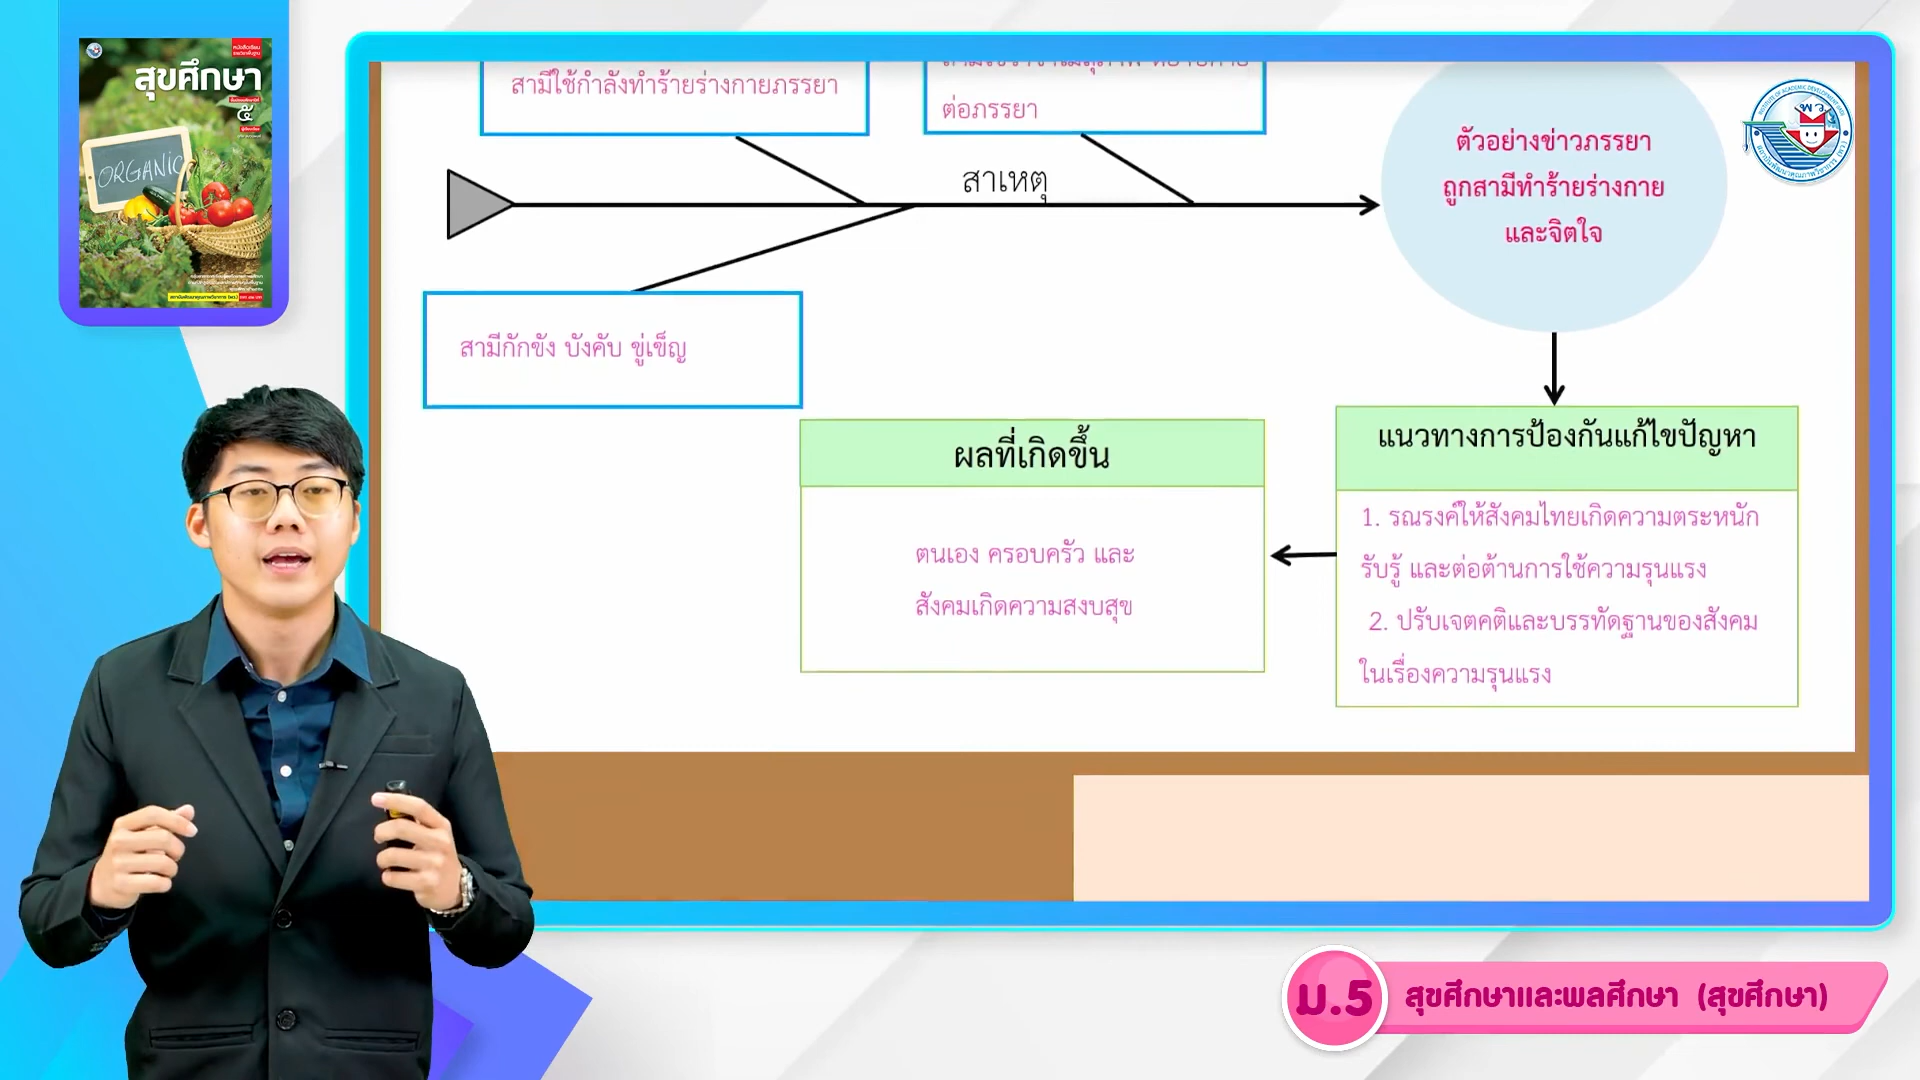 หนังสือเรียน
สุขศึกษา
๕
ORGANIC
สามีใช้กำลังทำร้ายร่างกายภรรยา
ต่อภรรยา
สาเหตุ
ตัวอย่างข่าวภรรยา
ถูกสามีทำร้ายร่างกาย
และจิตใจ
พว
สามีกักขัง บังคับ ขู่เข็ญ
ผลที่เกิดขึ้น
ตนเอง ครอบครัว และ
สังคมเกิดความสงบสุข
แนวทางการป้องกันแก้ไขปัญหา
1. รณรงค์ให้สังคมไทยเกิดความตระหนัก
รับรู้ และต่อต้านการใช้ความรุนแรง
2. ปรับเจตคติและบรรทัดฐานของสังคม
ในเรื่องความรุนแรง
ม.5 สุขศึกษาและพลศึกษา (สุขศึกษา)